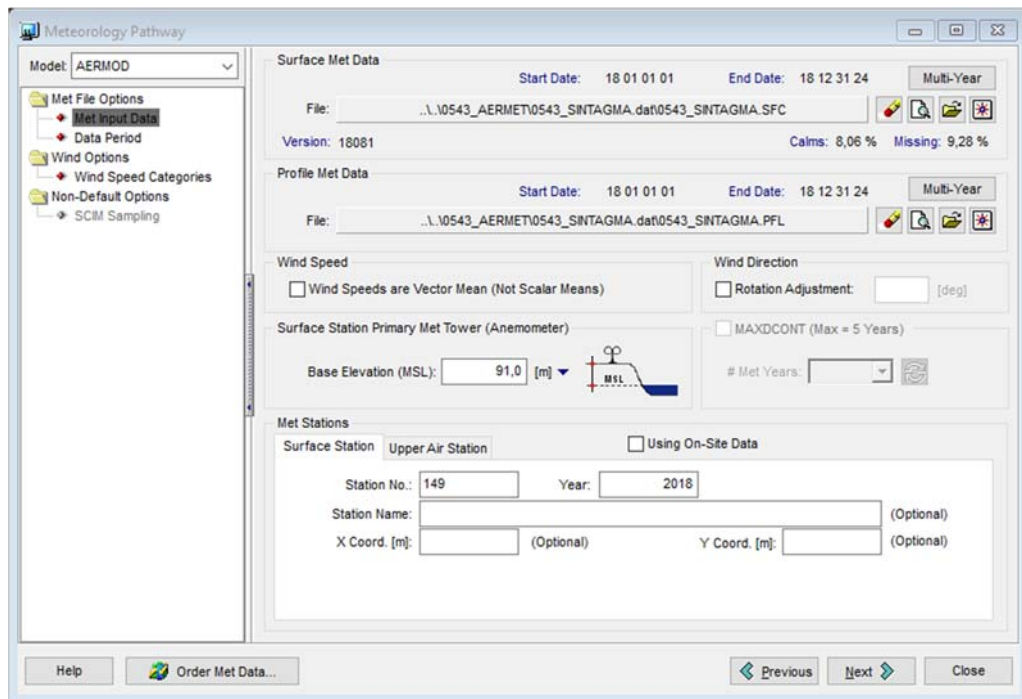 Meteorology Pathway
Model: AERMOD
Met File Options
Met Input Data
Data Period
Wind Options
Wind Speed Categories
Non-Default Options
SCIM Sampling
Surface Met Data
Start Date: 18 01 01 01 End Date: 18 12 31 24 Multi-Year
File: ..\..\0543_AERMET\0543_SINTAGMA.dat\0543_SINTAGMA.SFC
Version: 18081 Calms: 8,06 % Missing: 9,28 %
Profile Met Data
Start Date: 18 01 01 01 End Date: 18 12 31 24 Multi-Year
File: ..\..\0543_AERMET\0543_SINTAGMA.dat\0543_SINTAGMA.PFL
Wind Speed
Wind Speeds are Vector Mean (Not Scalar Means)
Wind Direction
Rotation Adjustment: [deg]
Surface Station Primary Met Tower (Anemometer)
Base Elevation (MSL): 91,0 [m] MSL
MAXDCONT (Max = 5 Years)
# Met Years:
Met Stations
Surface Station Upper Air Station Using On-Site Data
Station No.: 149 Year: 2018
Station Name: (Optional)
X Coord. [m]: (Optional) Y Coord. [m]: (Optional)
Help Order Met Data... Previous Next Close